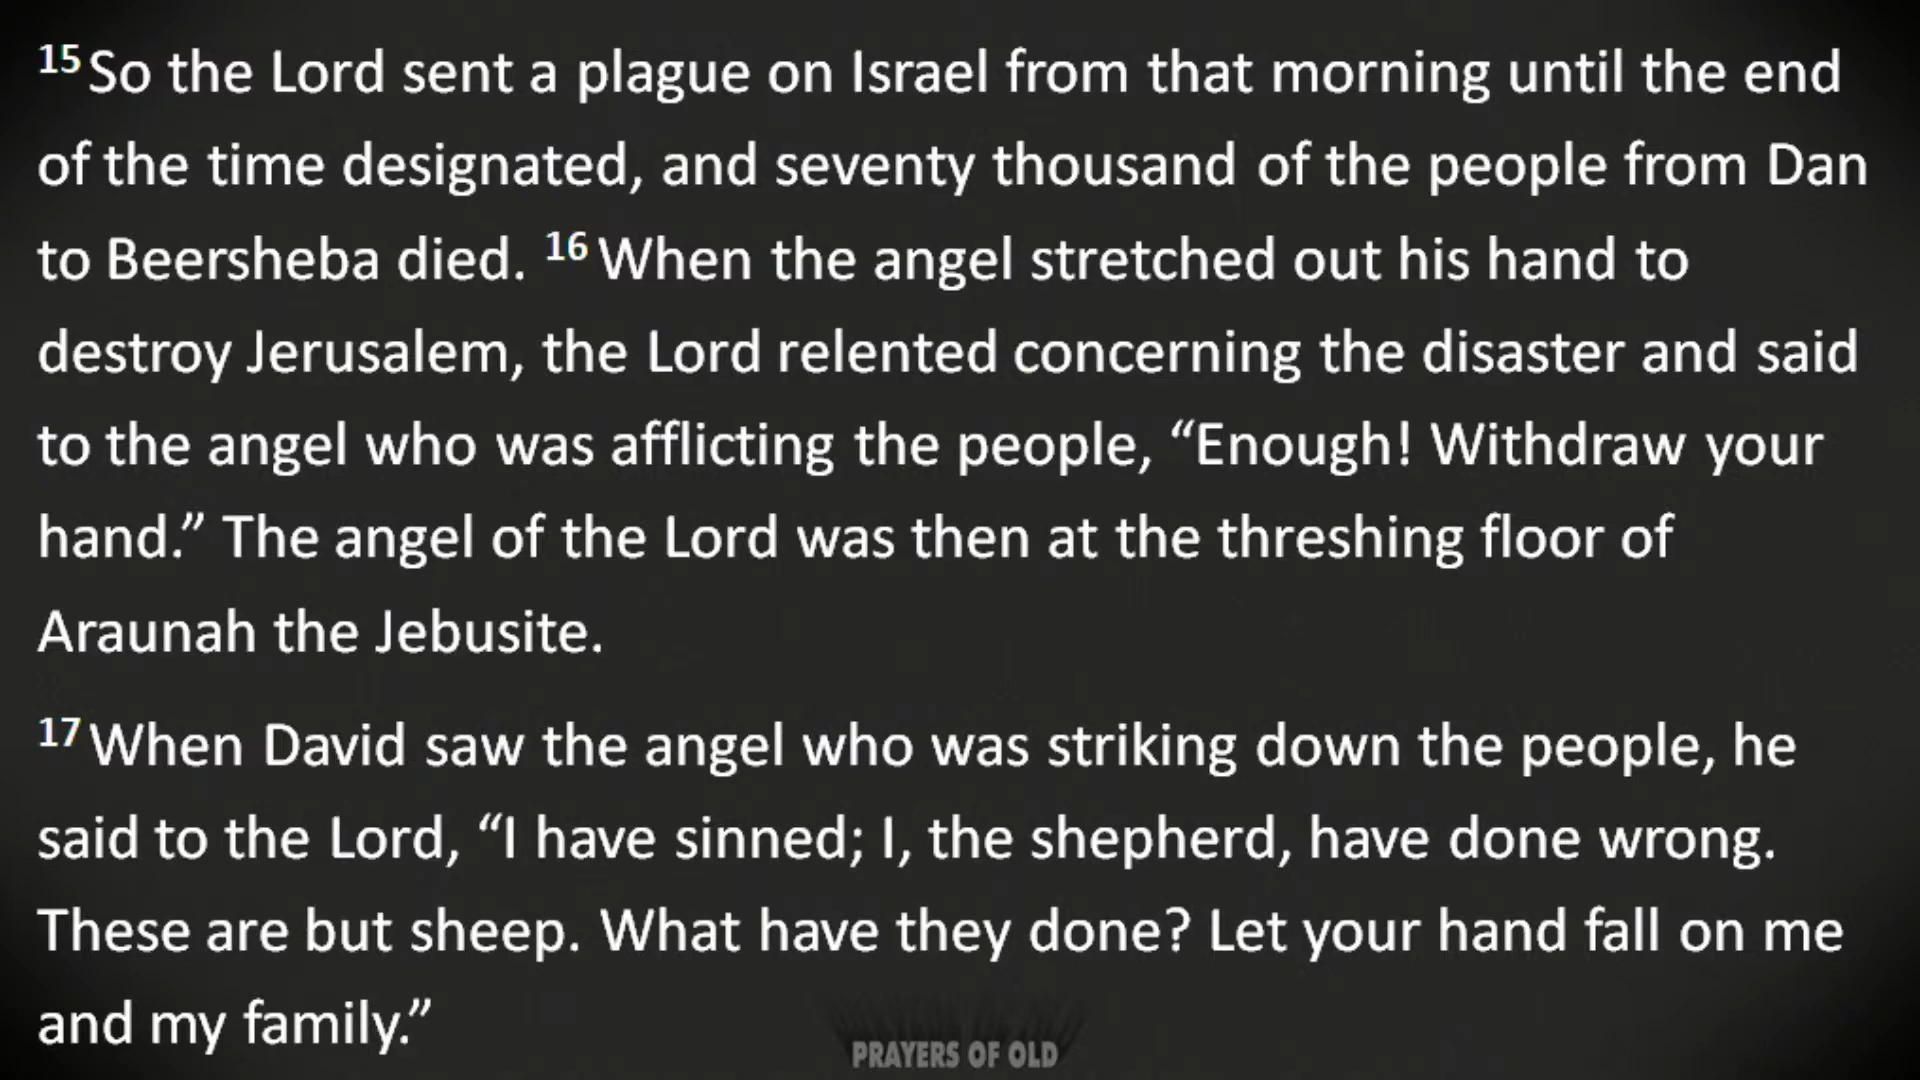 15 So the Lord sent a plague on Israel from that morning until the end
of the time designated, and seventy thousand of the people from Dan
to Beersheba died. 16 When the angel stretched out his hand to
destroy Jerusalem, the Lord relented concerning the disaster and said
to the angel who was afflicting the people, “Enough! Withdraw your
hand.” The angel of the Lord was then at the threshing floor of
Araunah the Jebusite.
17 When David saw the angel who was striking down the people, he
said to the Lord, “I have sinned; I, the shepherd, have done wrong.
These are but sheep. What have they done? Let your hand fall on me
and my family.”
PRAYERS OF OLD